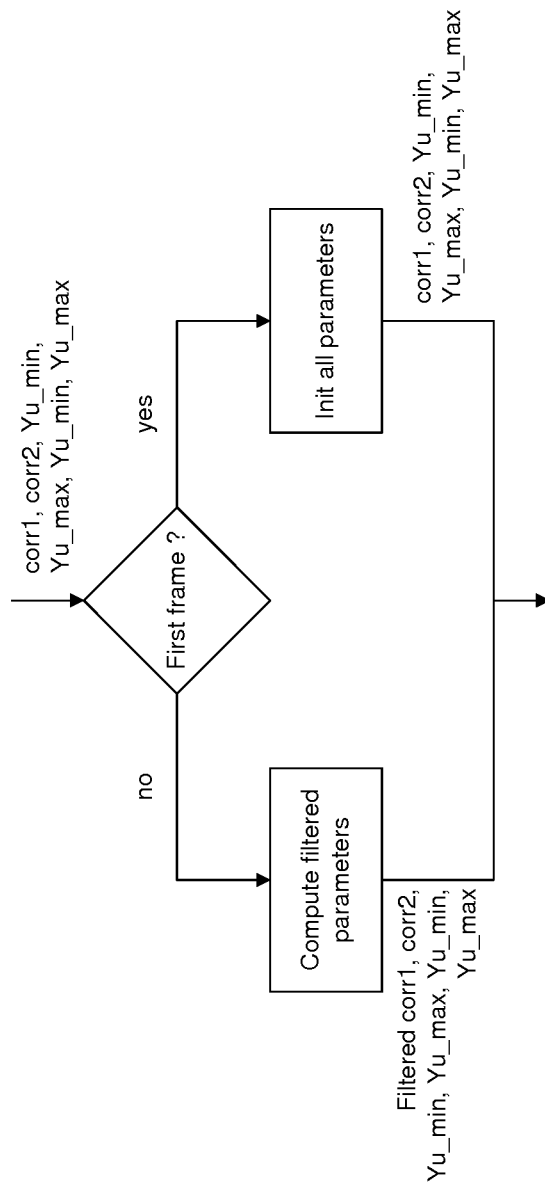 corr1, corr2, Yu_min,
Yu_max, Yu_min, Yu_max
First frame ?
no
yes
Compute filtered
parameters
Init all parameters
Filtered corr1, corr2,
Yu_min, Yu_max, Yu_min,
Yu_max
corr1, corr2, Yu_min,
Yu_max, Yu_min, Yu_max